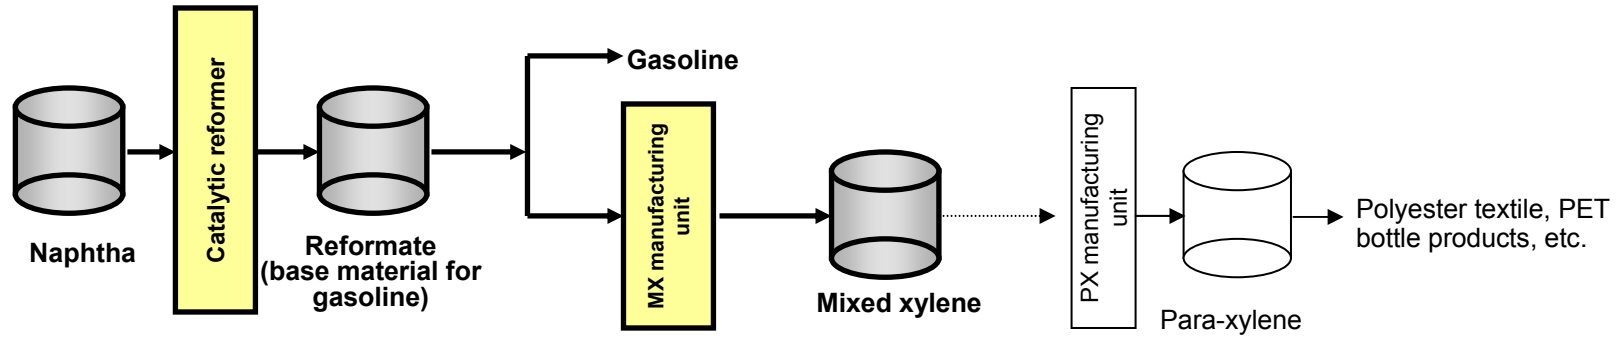 Naphtha
Catalytic reformer
Reformate
(base material for
gasoline)
Gasoline
MX manufacturing
unit
Mixed xylene
PX manufacturing
unit
Para-xylene
Polyester textile, PET
bottle products, etc.